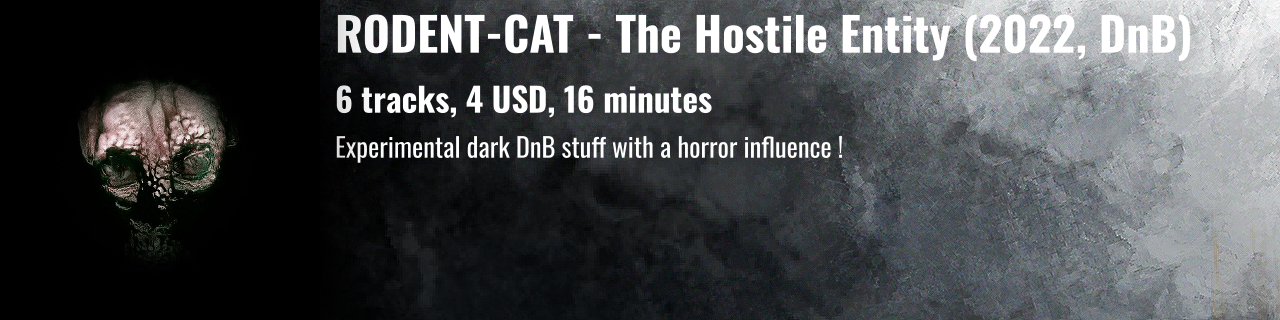 RODENT-CAT - The Hostile Entity (2022, DnB)
6 tracks, 4 USD, 16 minutes
Experimental dark DnB stuff with a horror influence !